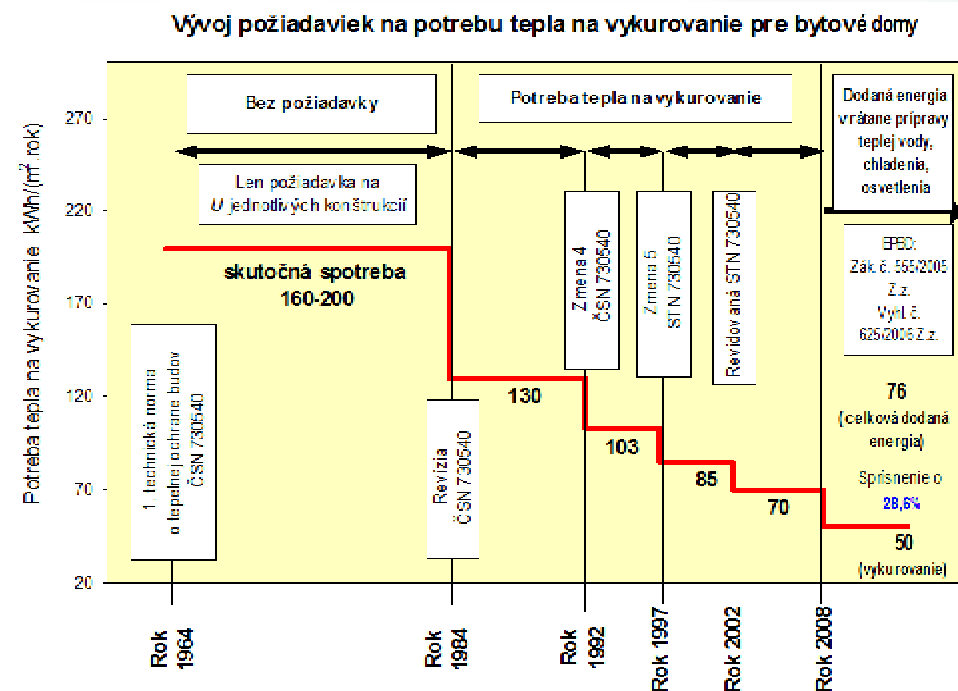 Vývoj požiadaviek na potrebu tepla na vykurovanie pre bytové domy
Potreba tepla na vykurovanie kWh/(m².rok)
270
220
170
120
70
20
Bez požiadavky
Len požiadavka na
U jednotlivých konštrukcií
Potreba tepla na vykurovanie
Dodaná energia
vrátane prípravy
teplej vody,
chladenia,
osvetlenia
skutočná spotreba
160-200
1. technická norma
o tepelnej ochrane budov
ČSN 730540
Revízia
ČSN 730540
Zmena 4
ČSN 730540
Zmena 5
STN 730540
Revidovaná STN 730540
EPBD:
Zák. č. 555/2005
Z.z.
Vyhl. č.
625/2006 Z.z.
130
103
85
70
76
(celková dodaná
energia)
Sprisnenie o
28,6%
50
(vykurovanie)
Rok
1964
Rok
1984
Rok
1992
Rok 1997
Rok 2002
Rok 2008